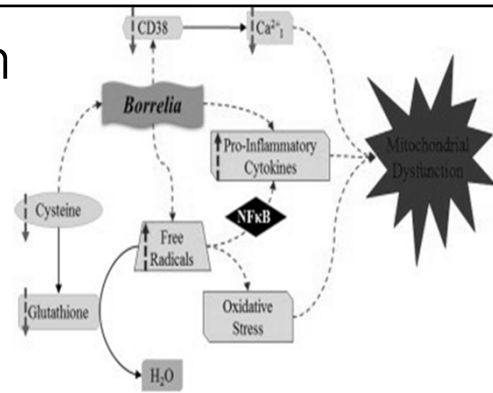 n
CD38
Ca²⁺ᵢ
Borrelia
Pro-Inflammatory
Cytokines
Mitochondrial
Dysfunction
NFκB
Cysteine
Free
Radicals
Glutathione
Oxidative
Stress
H₂O